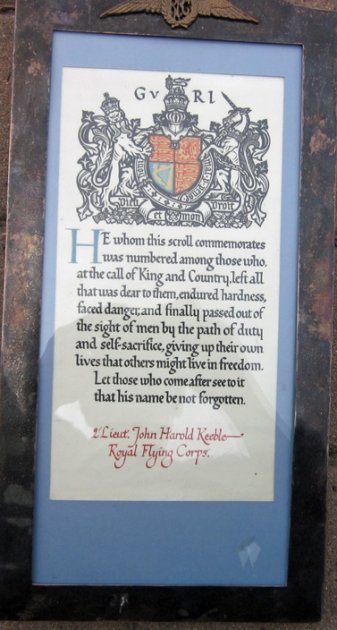 RFC
G V R I
Dieu et mon Droit
HE whom this scroll commemorates
was numbered among those who,
at the call of King and Country, left all
that was dear to them, endured hardness,
faced danger, and finally passed out of
the sight of men by the path of duty
and self-sacrifice, giving up their own
lives that others might live in freedom.
Let those who come after see to it
that his name be not forgotten.
2/Lieut. John Harold Keeble
Royal Flying Corps.